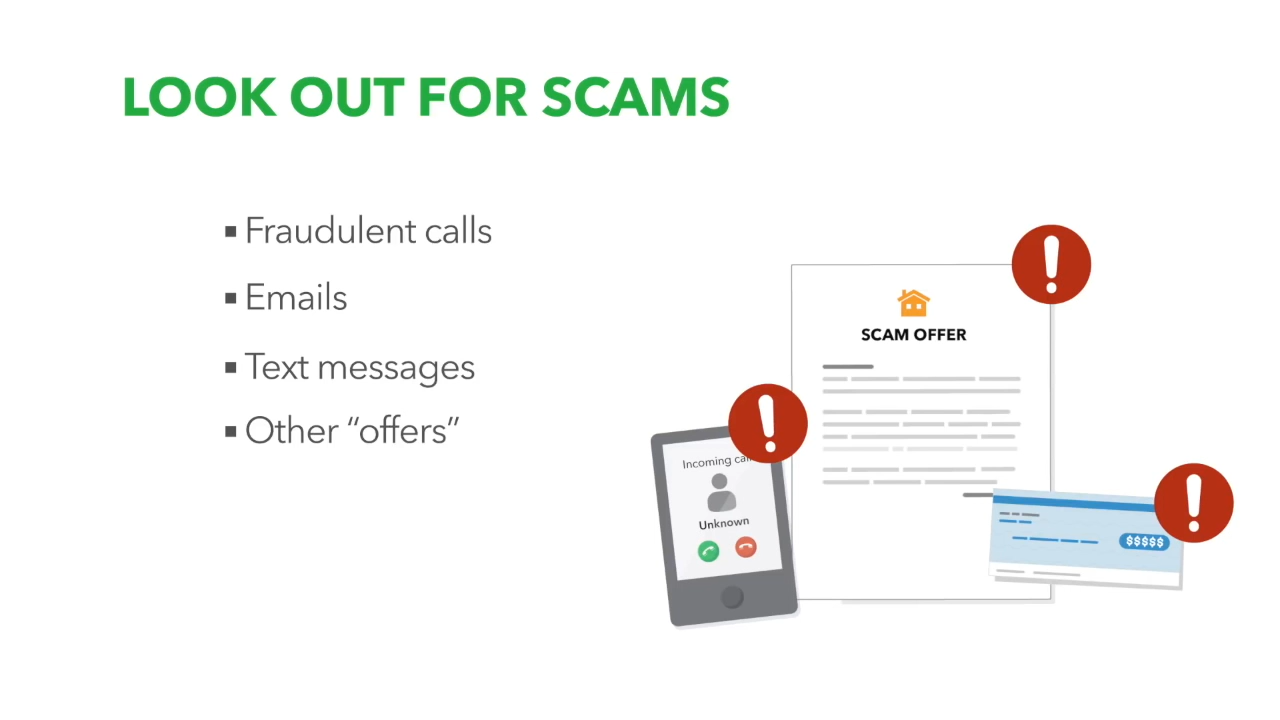 LOOK OUT FOR SCAMS
▪ Fraudulent calls
▪ Emails
▪ Text messages
▪ Other “offers”
SCAM OFFER
Incoming call
Unknown
$$$$$